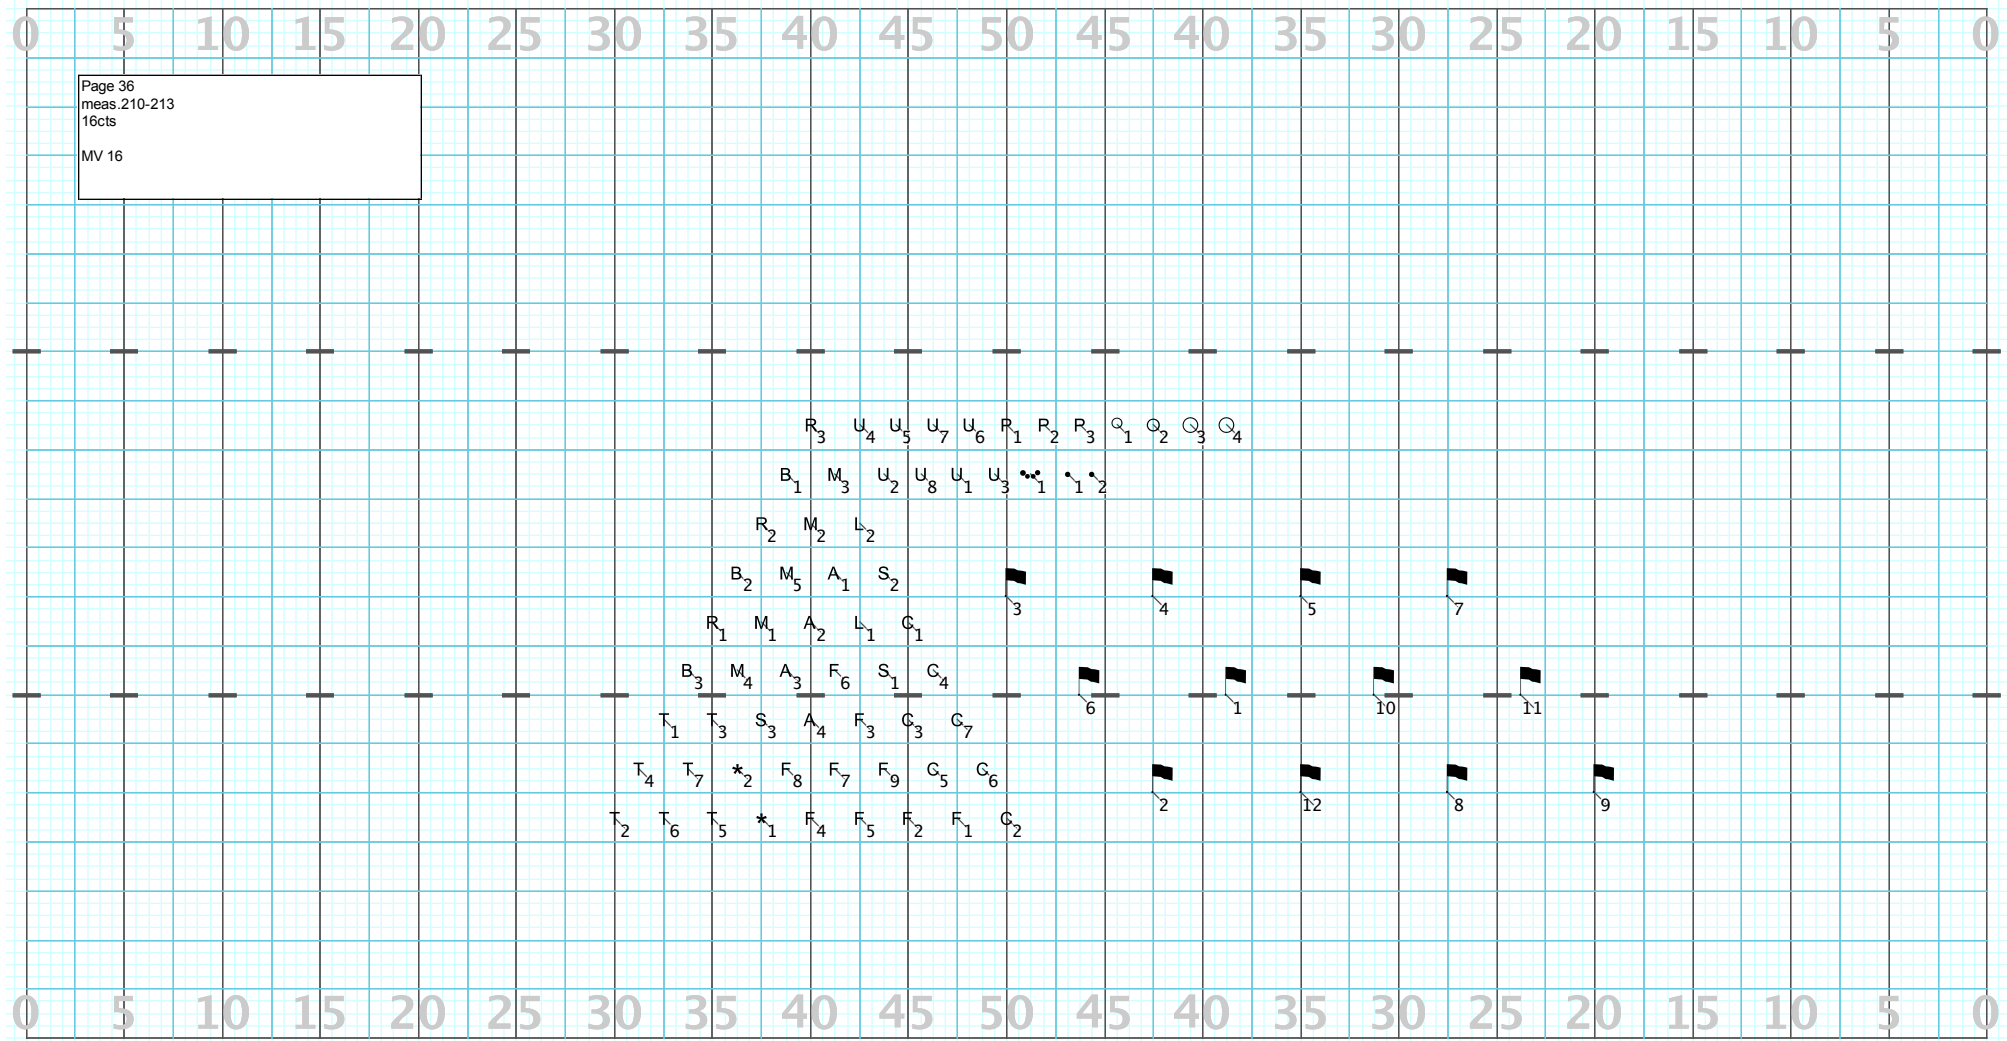 0 5 10 15 20 25 30 35 40 45 50 45 40 35 30 25 20 15 10 5 0
Page 36
meas.210-213
16cts
MV 16
R3 U4 U5 U7 U6 R1 R2 R3 1 2 3 4
B1 M3 U2 U8 U1 U3 1 1 2
R2 M2 L2
B2 M5 A1 S2
3 4 5 7
R1 M1 A2 L1 C1
B3 M4 A3 F6 S1 C4
6 1 10 11
T1 T3 S3 A4 F3 C3 C7
T4 T7 *2 F8 F7 F9 C5 C6
2 12 8 9
T2 T6 T5 *1 F4 F5 F2 F1 C2
0 5 10 15 20 25 30 35 40 45 50 45 40 35 30 25 20 15 10 5 0